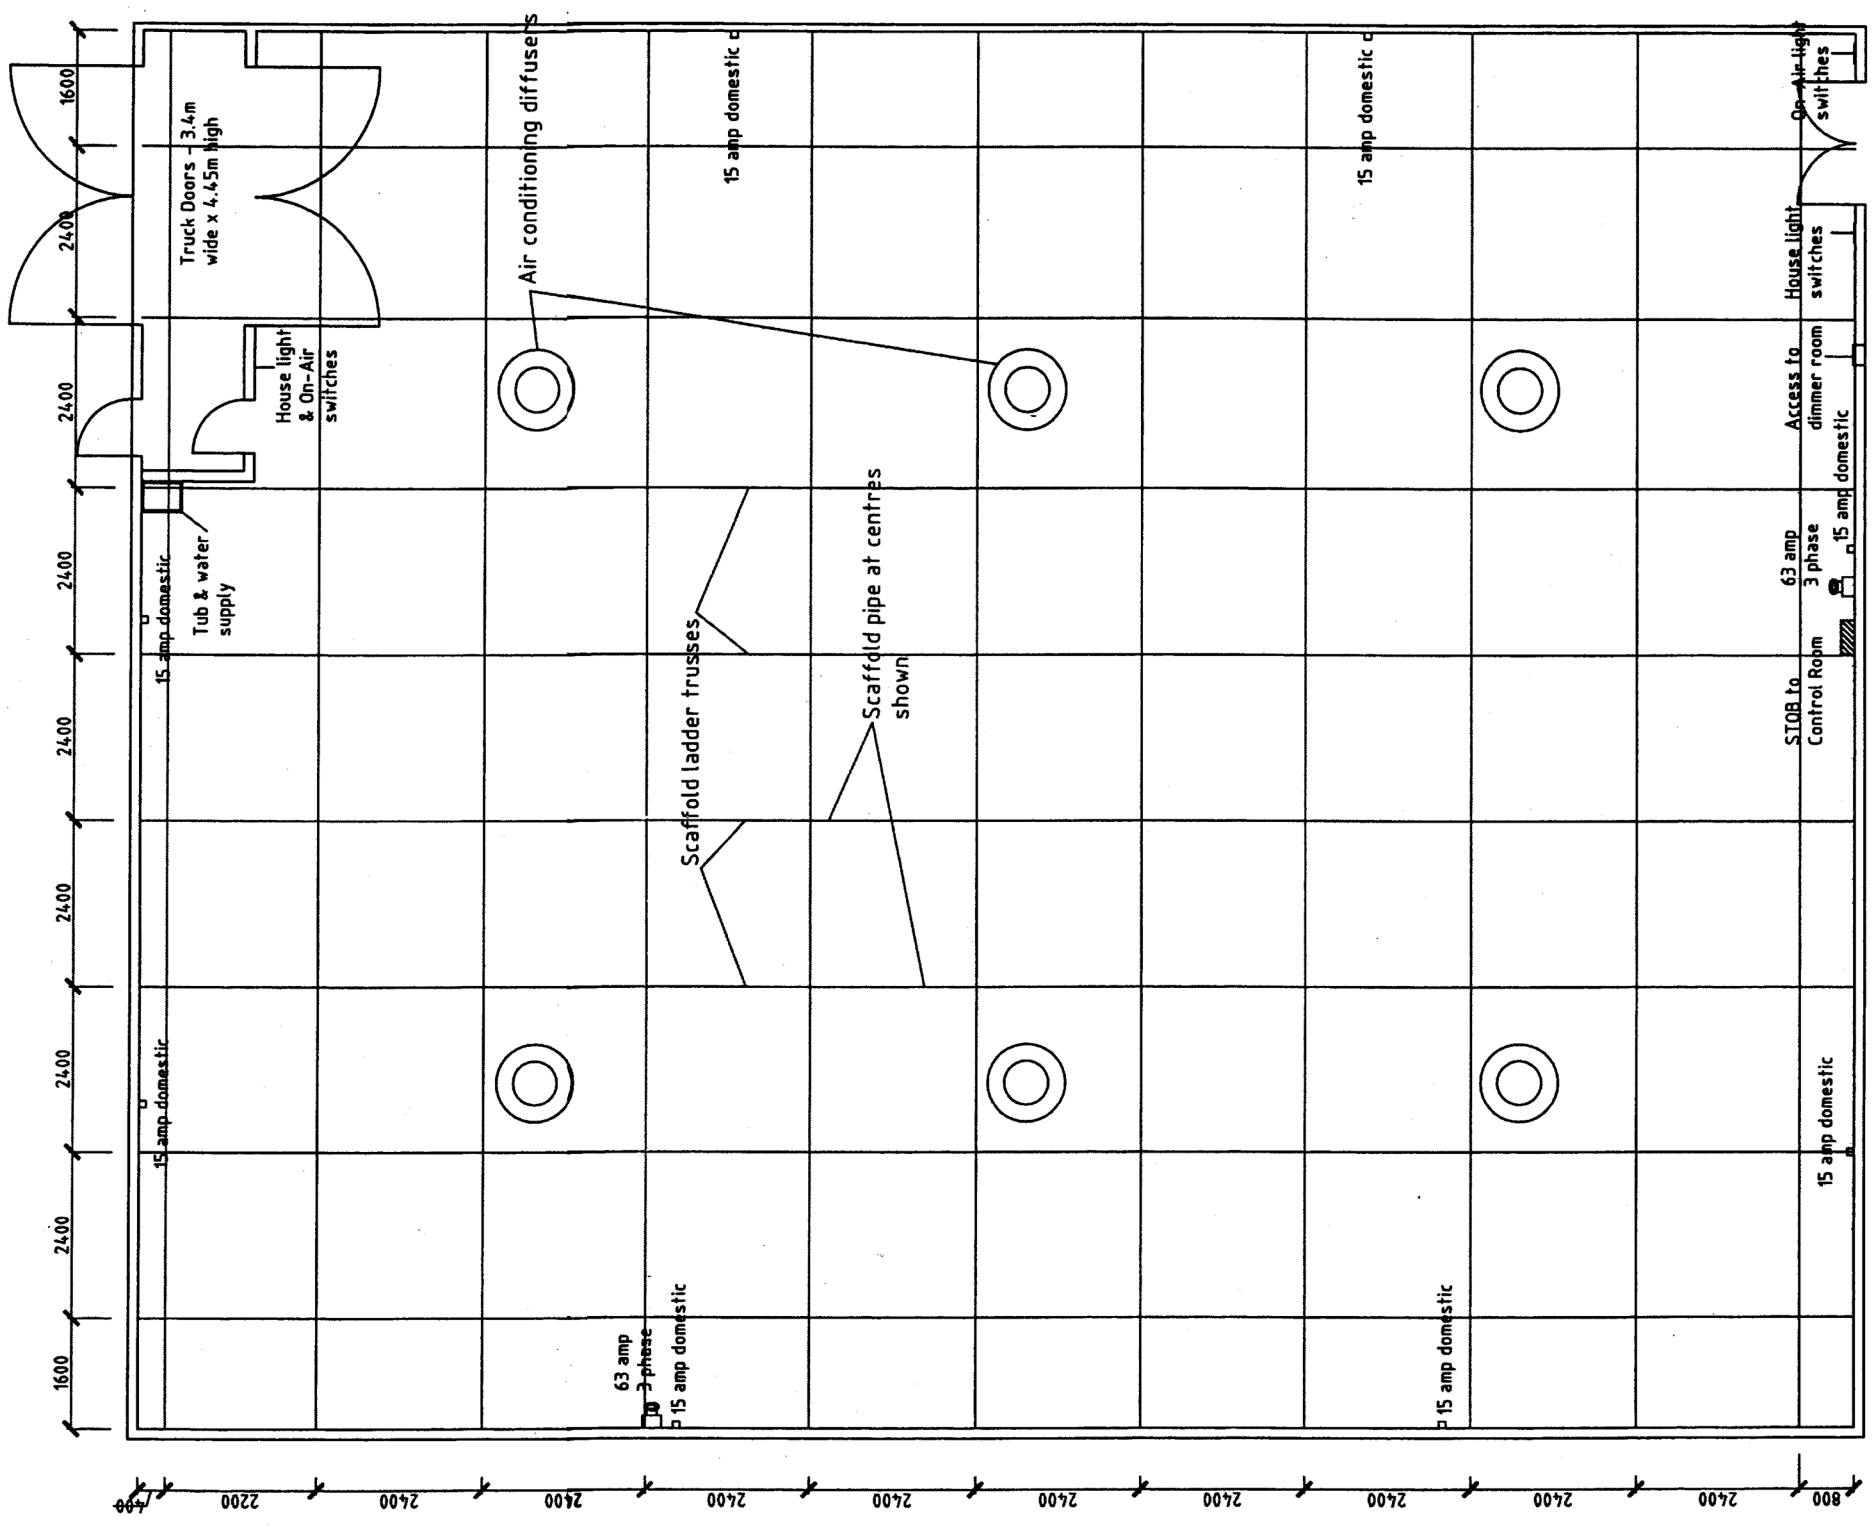 1600
2400
2400
2400
2400
2400
2400
2400
1600
15 amp domestic
15 amp domestic
Tub & water
supply
Truck Doors - 3.4m
wide x 4.45m high
House light
& On-Air
switches
Air conditioning diffusers
63 amp
3 phase
15 amp domestic
Scaffold ladder trusses
15 amp domestic
Scaffold pipe at centres
shown
15 amp domestic
15 amp domestic
STOB to
Control Room
63 amp
3 phase
Access to
dimmer room
House light
switches
On-Air light
switches
15 amp domestic
15 amp domestic
400
2200
2400
2400
2400
2400
2400
2400
2400
2400
2400
800